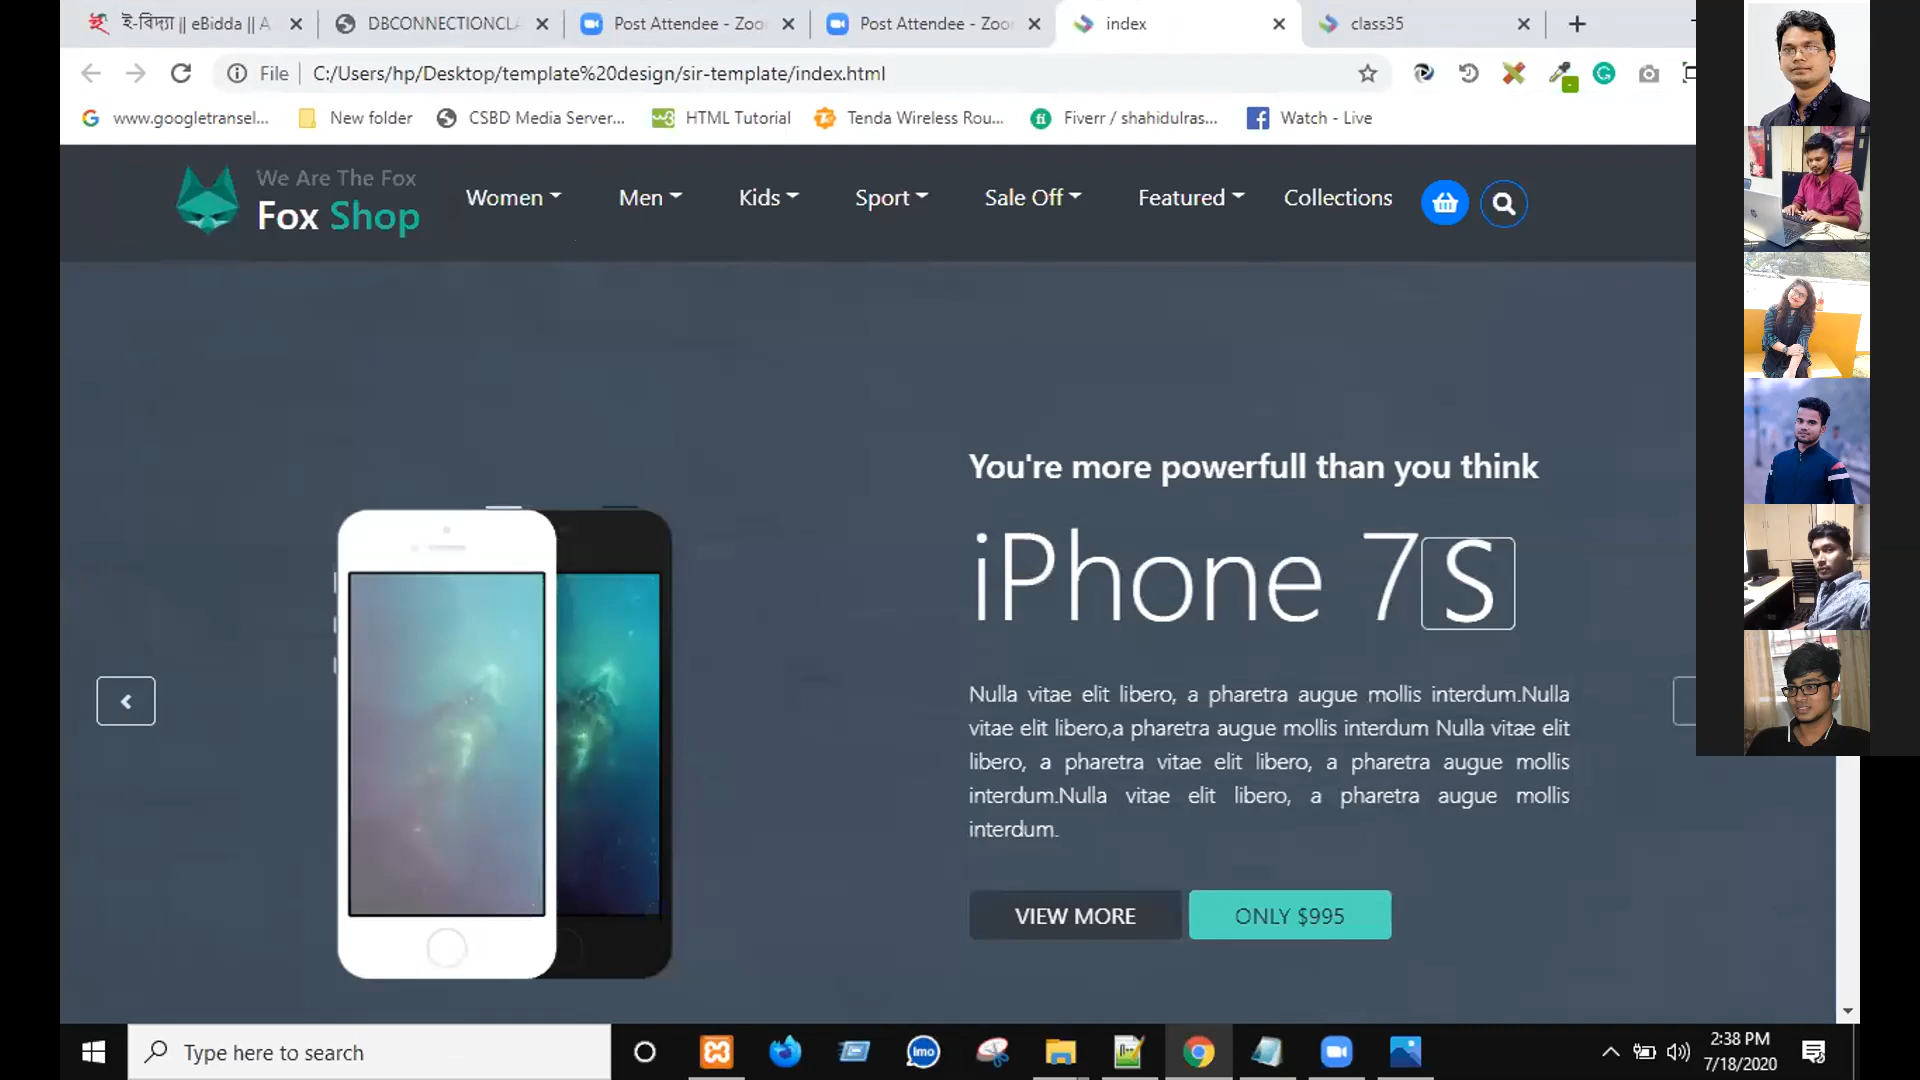 ই-বিদ্যা || eBidda || A
DBCONNECTIONCLA
Post Attendee - Zoo
Post Attendee - Zoo
index
class35
File
C:/Users/hp/Desktop/template%20design/sir-template/index.html
www.googletransel...
New folder
CSBD Media Server...
HTML Tutorial
Tenda Wireless Rou...
Fiverr / shahidulras...
Watch - Live
We Are The Fox
Fox Shop
Women
Men
Kids
Sport
Sale Off
Featured
Collections
You're more powerfull than you think
iPhone 7S
Nulla vitae elit libero, a pharetra augue mollis interdum.Nulla
vitae elit libero,a pharetra augue mollis interdum Nulla vitae elit
libero, a pharetra vitae elit libero, a pharetra augue mollis
interdum.Nulla vitae elit libero, a pharetra augue mollis
interdum.
VIEW MORE
ONLY $995
Type here to search
imo
2:38 PM
7/18/2020